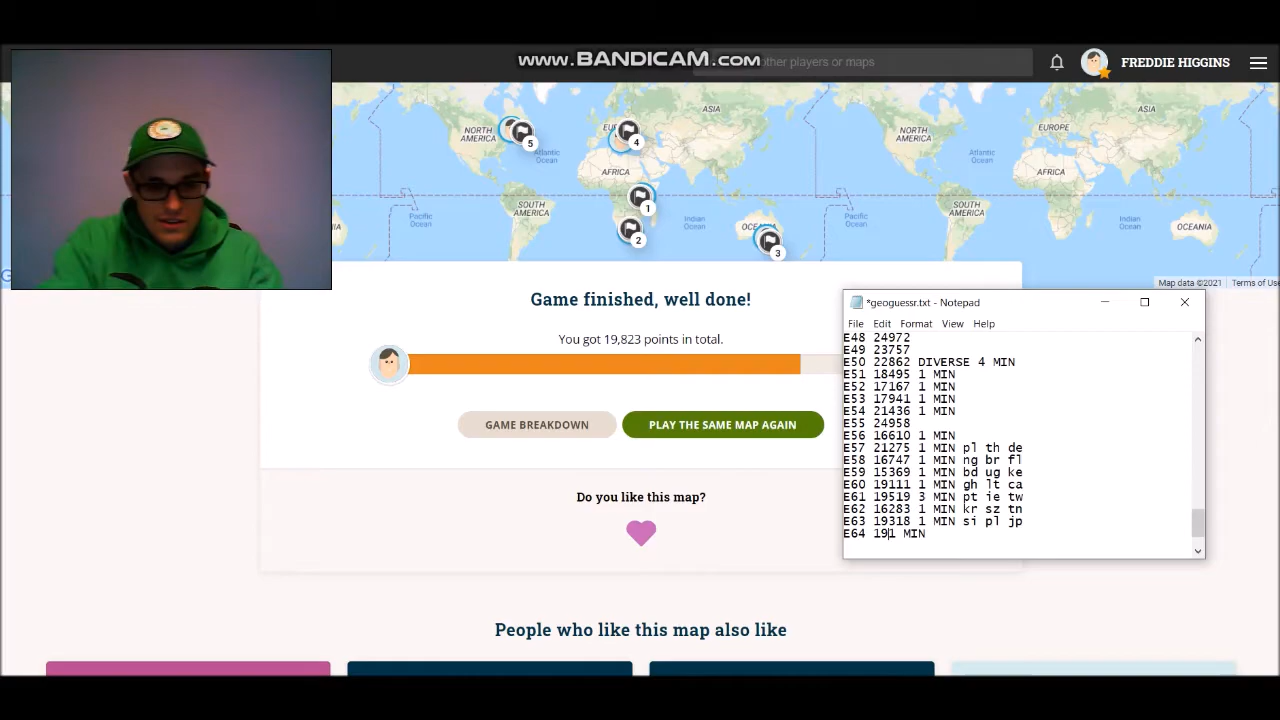 www.BANDICAM.com
other players or maps
FREDDIE HIGGINS
NORTH AMERICA
ASIA
Atlantic Ocean
AFRICA
SOUTH AMERICA
Pacific Ocean
Indian Ocean
5
4
1
2
3
NORTH AMERICA
EUROPE
ASIA
Atlantic Ocean
AFRICA
SOUTH AMERICA
Pacific Ocean
Indian Ocean
OCEANIA
Map data ©2021
Terms of Use
Game finished, well done!
You got 19,823 points in total.
GAME BREAKDOWN
PLAY THE SAME MAP AGAIN
Do you like this map?
People who like this map also like
*geoguessr.txt - Notepad
File Edit Format View Help
E48 24972
E49 23757
E50 22862 DIVERSE 4 MIN
E51 18495 1 MIN
E52 17167 1 MIN
E53 17941 1 MIN
E54 21436 1 MIN
E55 24958
E56 16610 1 MIN
E57 21275 1 MIN pl th de
E58 16747 1 MIN ng br fl
E59 15369 1 MIN bd ug ke
E60 19111 1 MIN gh lt ca
E61 19519 3 MIN pt ie tw
E62 16283 1 MIN kr sz tn
E63 19318 1 MIN si pl jp
E64 191 MIN